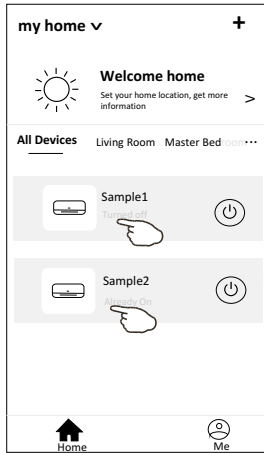 my home
Welcome home
Set your home location, get more
information
All Devices Living Room Master Bedroom
Sample1
Turned off
Sample2
Already On
Home
Me